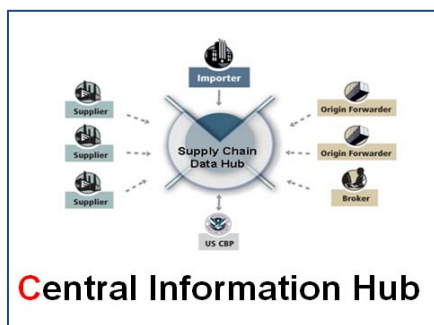 Importer
Supplier
Origin Forwarder
Supplier
Supply Chain
Data Hub
Origin Forwarder
Supplier
Broker
US CBP
Central Information Hub